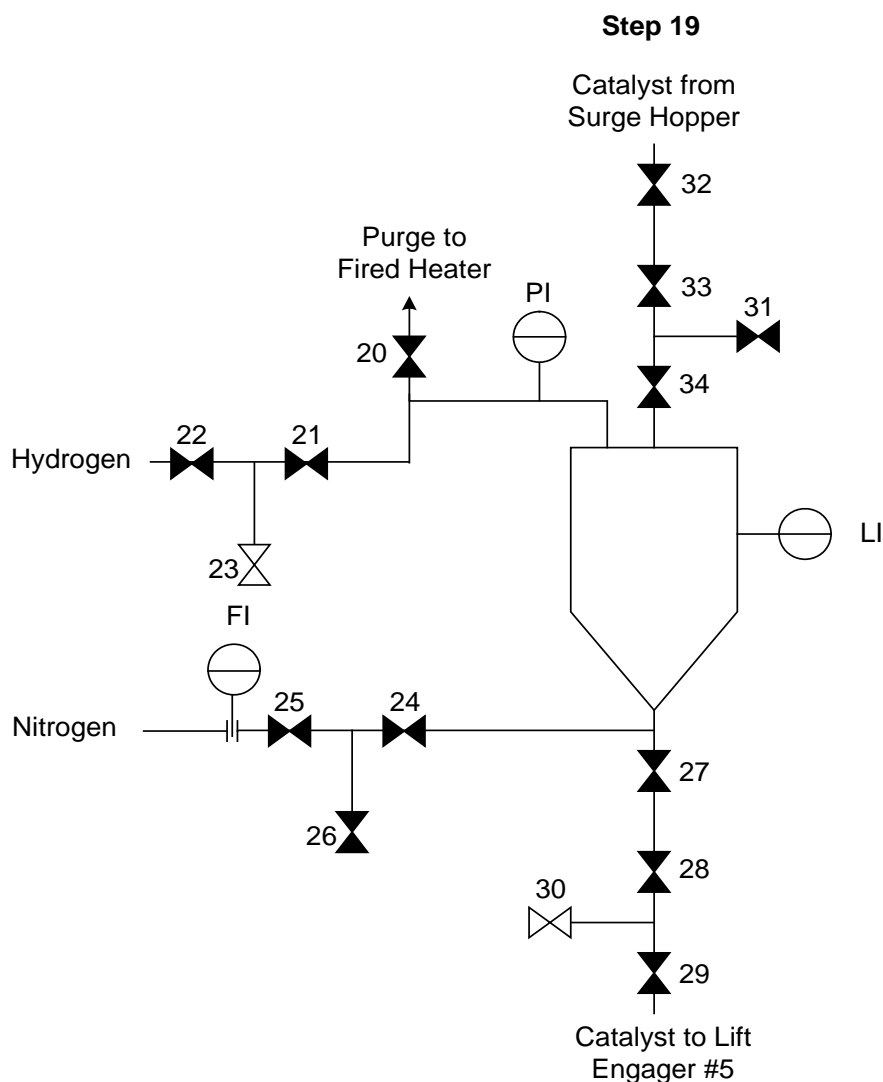 Step 19
Catalyst from
Surge Hopper
32
Purge to
Fired Heater
PI
33
31
20
34
22
21
Hydrogen
23
LI
FI
25
24
Nitrogen
27
26
28
30
29
Catalyst to Lift
Engager #5